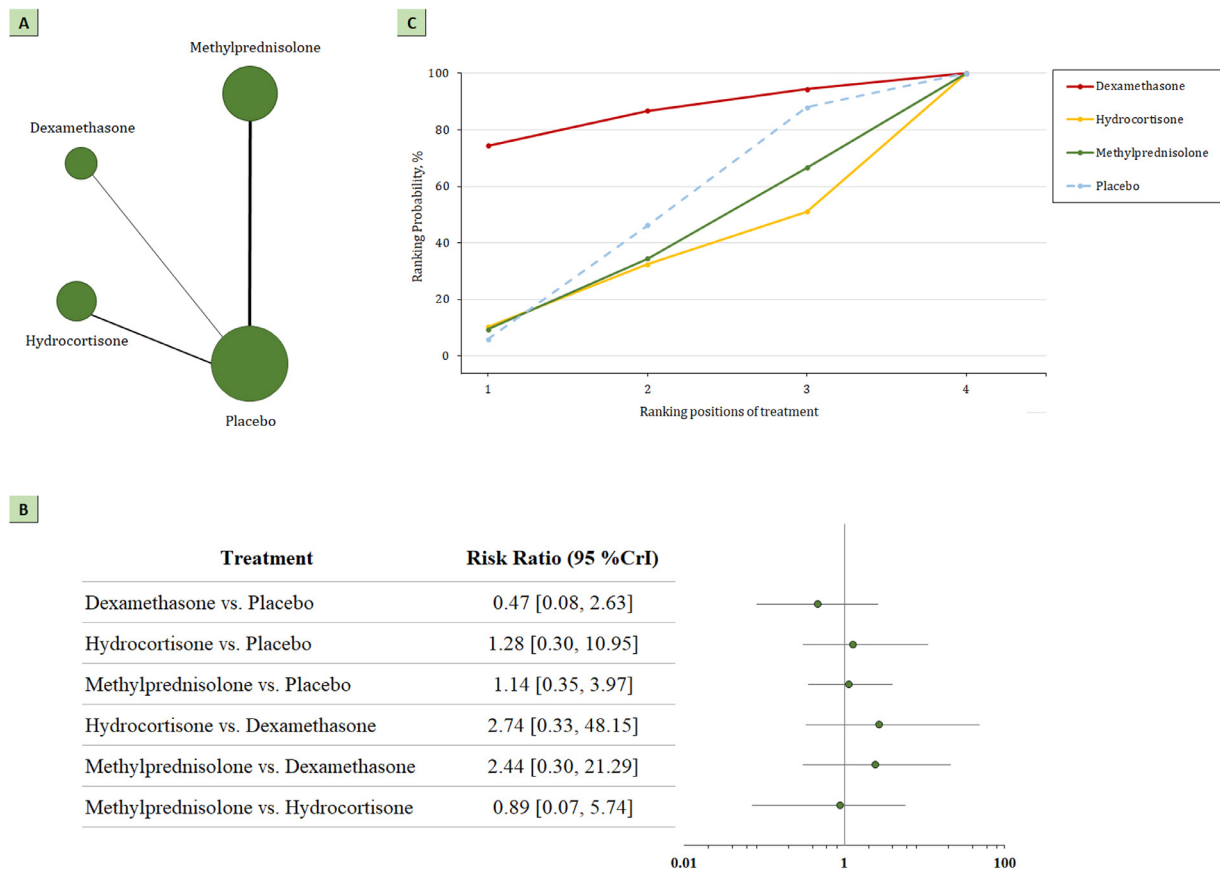 A
Methylprednisolone
Dexamethasone
Hydrocortisone
Placebo
C
Ranking Probability, %
100
80
60
40
20
0
1 2 3 4
Ranking positions of treatment
Dexamethasone
Hydrocortisone
Methylprednisolone
Placebo
B
Treatment Risk Ratio (95 %CrI)
Dexamethasone vs. Placebo 0.47 [0.08, 2.63]
Hydrocortisone vs. Placebo 1.28 [0.30, 10.95]
Methylprednisolone vs. Placebo 1.14 [0.35, 3.97]
Hydrocortisone vs. Dexamethasone 2.74 [0.33, 48.15]
Methylprednisolone vs. Dexamethasone 2.44 [0.30, 21.29]
Methylprednisolone vs. Hydrocortisone 0.89 [0.07, 5.74]
0.01 1 100